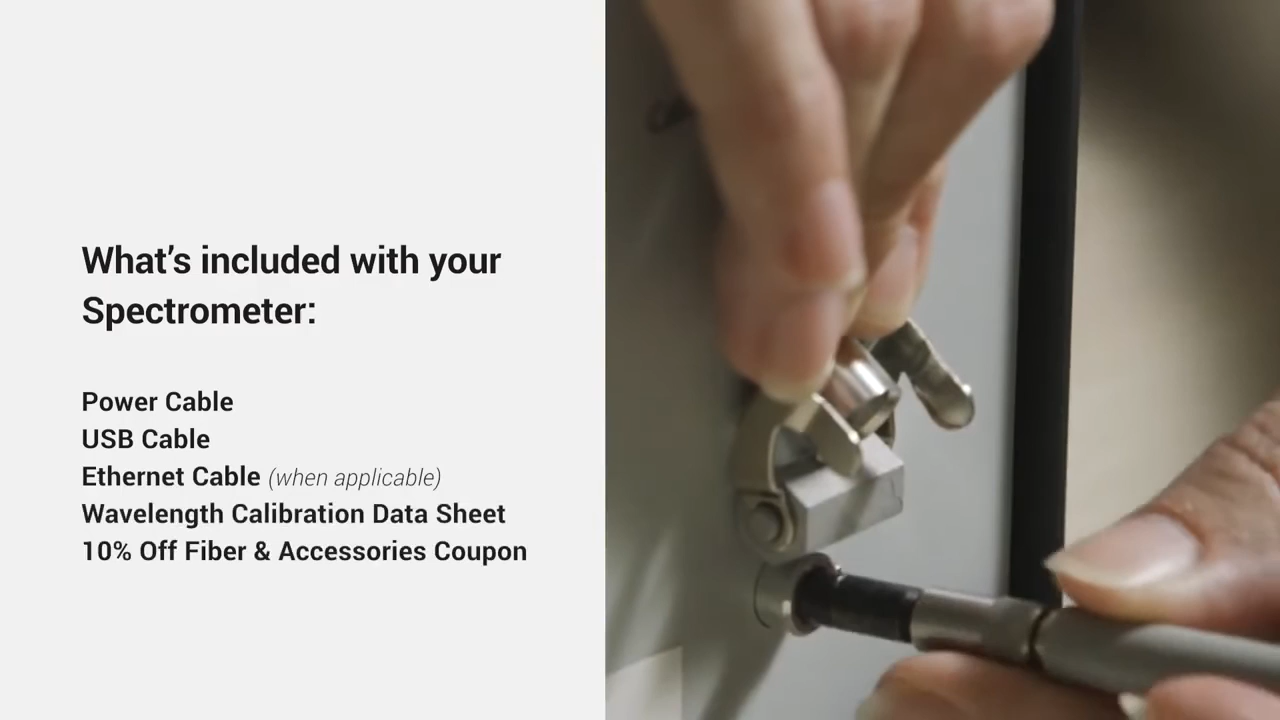 What's included with your
Spectrometer:
Power Cable
USB Cable
Ethernet Cable (when applicable)
Wavelength Calibration Data Sheet
10% Off Fiber & Accessories Coupon